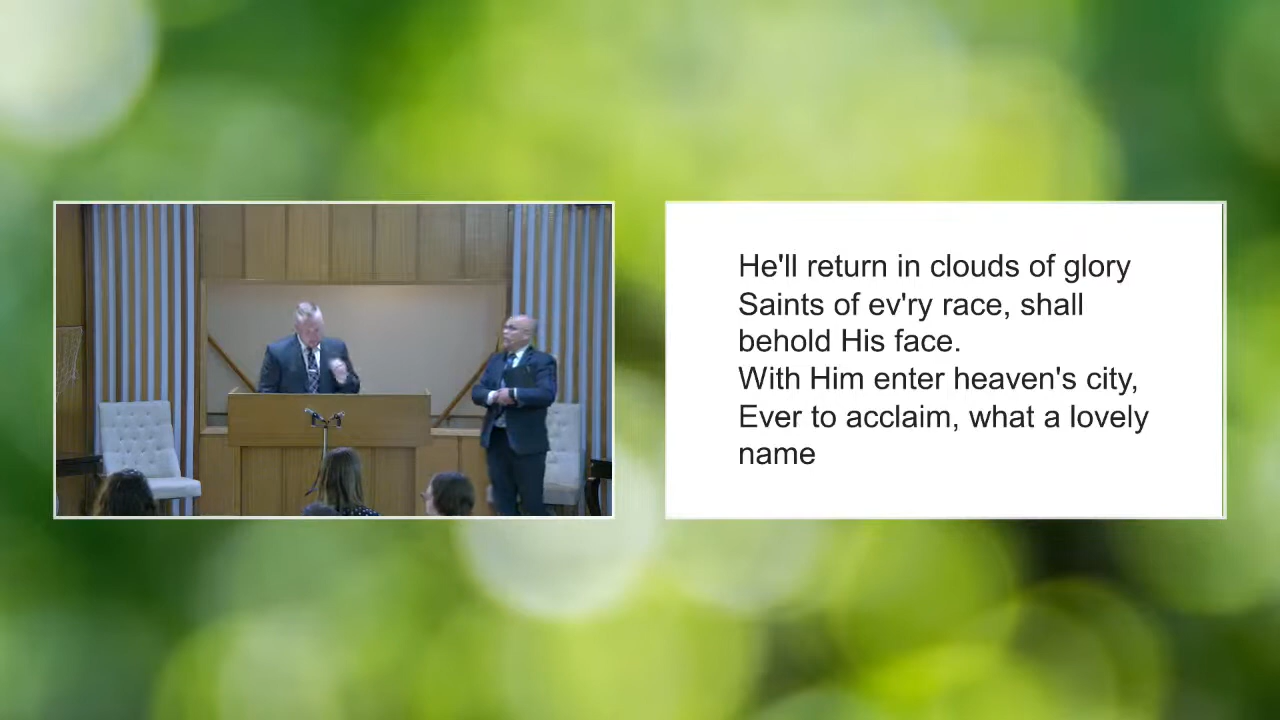 He'll return in clouds of glory
Saints of ev'ry race, shall
behold His face.
With Him enter heaven's city,
Ever to acclaim, what a lovely
name